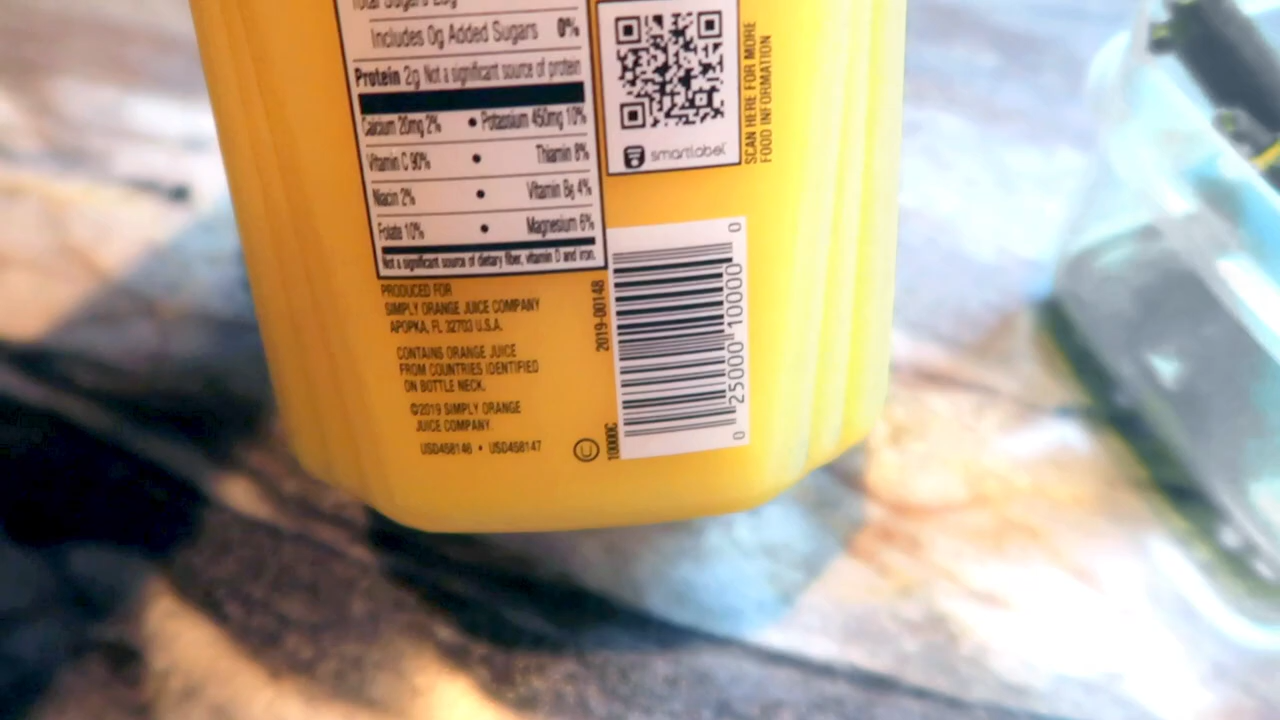 Total Sugars 23g
Includes 0g Added Sugars 0%
Protein 2g Not a significant source of protein
Calcium 20mg 2% • Potassium 450mg 10%
Vitamin C 90% • Thiamin 8%
Niacin 2% • Vitamin B6 4%
Folate 10% • Magnesium 6%
Not a significant source of dietary fiber, vitamin D and iron.
PRODUCED FOR
SIMPLY ORANGE JUICE COMPANY
APOPKA, FL 32703 U.S.A.
CONTAINS ORANGE JUICE
FROM COUNTRIES IDENTIFIED
ON BOTTLE NECK.
©2019 SIMPLY ORANGE
JUICE COMPANY.
USD458146 • USD458147
smartlabel
SCAN HERE FOR MORE
FOOD INFORMATION
2019-00148
10000C
0 25000 10000 0
U